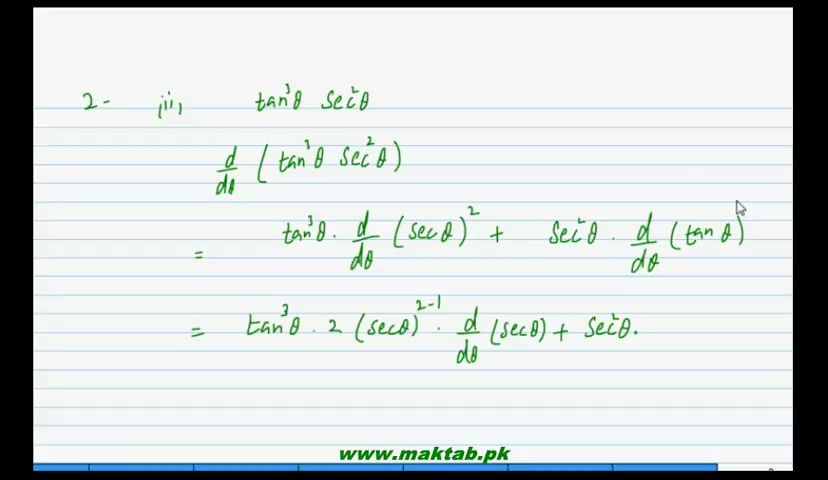 2- ii, tan³θ sec²θ
d/dθ (tan³θ sec²θ)
= tan³θ · d/dθ (secθ)² + sec²θ · d/dθ (tanθ)
= tan³θ · 2 (secθ)²⁻¹ · d/dθ (secθ) + sec²θ.
www.maktab.pk